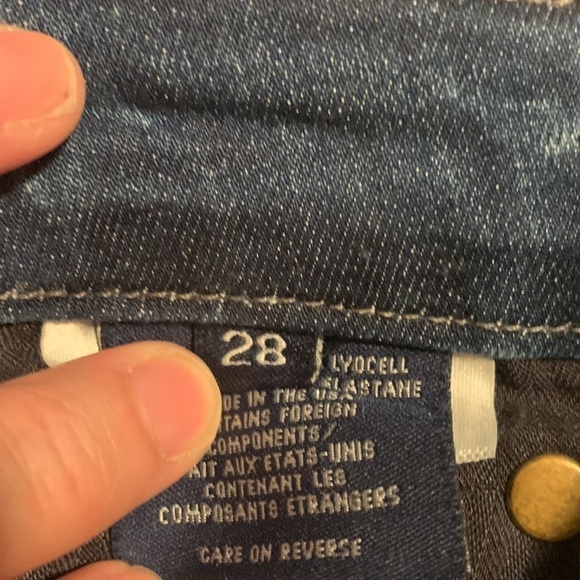 28
LYOCELL
ELASTANE
DE IN THE USA
TAINS FOREIGN
COMPONENTS/
AIT AUX ETATS-UNIS
CONTENANT LES
COMPOSANTS ETRANGERS
CARE ON REVERSE